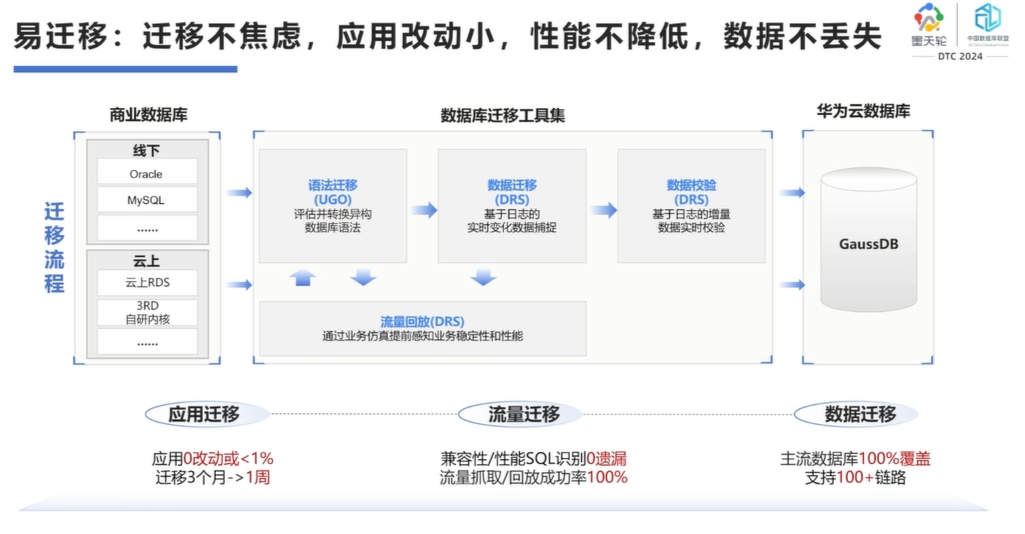 易迁移：迁移不焦虑，应用改动小，性能不降低，数据不丢失
墨天轮
中国数据库联盟
DTC 2024
商业数据库
数据库迁移工具集
华为云数据库
迁移流程
线下
Oracle
MySQL
......
云上
云上RDS
3RD
自研内核
......
语法迁移
(UGO)
评估并转换异构
数据库语法
数据迁移
(DRS)
基于日志的
实时变化数据捕捉
数据校验
(DRS)
基于日志的增量
数据实时校验
流量回放(DRS)
通过业务仿真提前感知业务稳定性和性能
GaussDB
应用迁移
流量迁移
数据迁移
应用0改动或<1%
迁移3个月->1周
兼容性/性能SQL识别0遗漏
流量抓取/回放成功率100%
主流数据库100%覆盖
支持100+链路